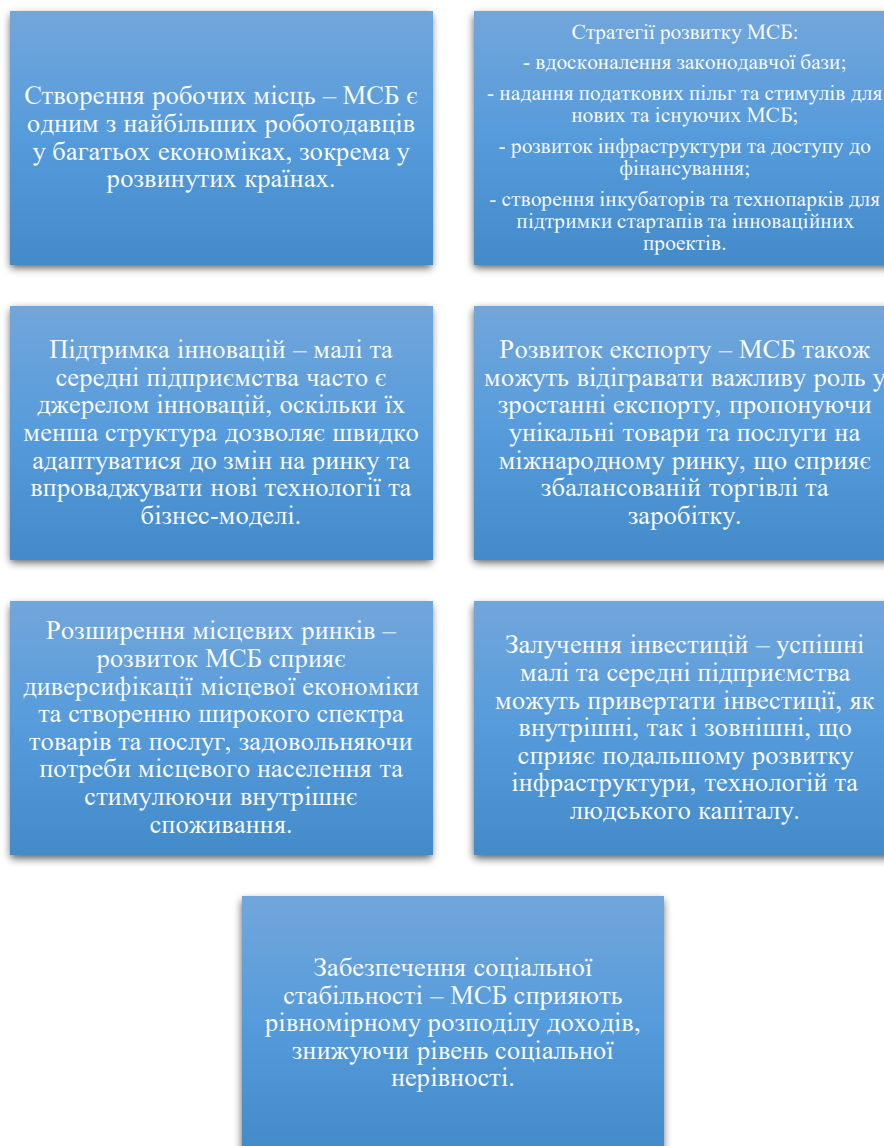 Створення робочих місць – МСБ є
одним з найбільших роботодавців
у багатьох економіках, зокрема у
розвинутих країнах.
Стратегії розвитку МСБ:
- вдосконалення законодавчої бази;
- надання податкових пільг та стимулів для
нових та існуючих МСБ;
- розвиток інфраструктури та доступу до
фінансування;
- створення інкубаторів та технопарків для
підтримки стартапів та інноваційних
проектів.
Підтримка інновацій – малі та
середні підприємства часто є
джерелом інновацій, оскільки їх
менша структура дозволяє швидко
адаптуватися до змін на ринку та
впроваджувати нові технології та
бізнес-моделі.
Розвиток експорту – МСБ також
можуть відігравати важливу роль у
зростанні експорту, пропонуючи
унікальні товари та послуги на
міжнародному ринку, що сприяє
збалансованій торгівлі та
заробітку.
Розширення місцевих ринків –
розвиток МСБ сприяє
диверсифікації місцевої економіки
та створенню широкого спектра
товарів та послуг, задовольняючи
потреби місцевого населення та
стимулюючи внутрішнє
споживання.
Залучення інвестицій – успішні
малі та середні підприємства
можуть привертати інвестиції, як
внутрішні, так і зовнішні, що
сприяє подальшому розвитку
інфраструктури, технологій та
людського капіталу.
Забезпечення соціальної
стабільності – МСБ сприяють
рівномірному розподілу доходів,
знижуючи рівень соціальної
нерівності.